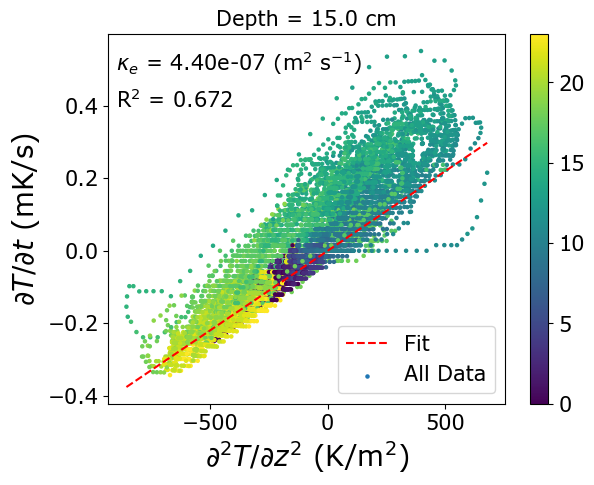 Depth = 15.0 cm
κₑ = 4.40e-07 (m² s⁻¹)
R² = 0.672
∂T/∂t (mK/s)
0.4
0.2
0.0
−0.2
−0.4
−500
0
500
∂²T/∂z² (K/m²)
Fit
All Data
20
15
10
5
0